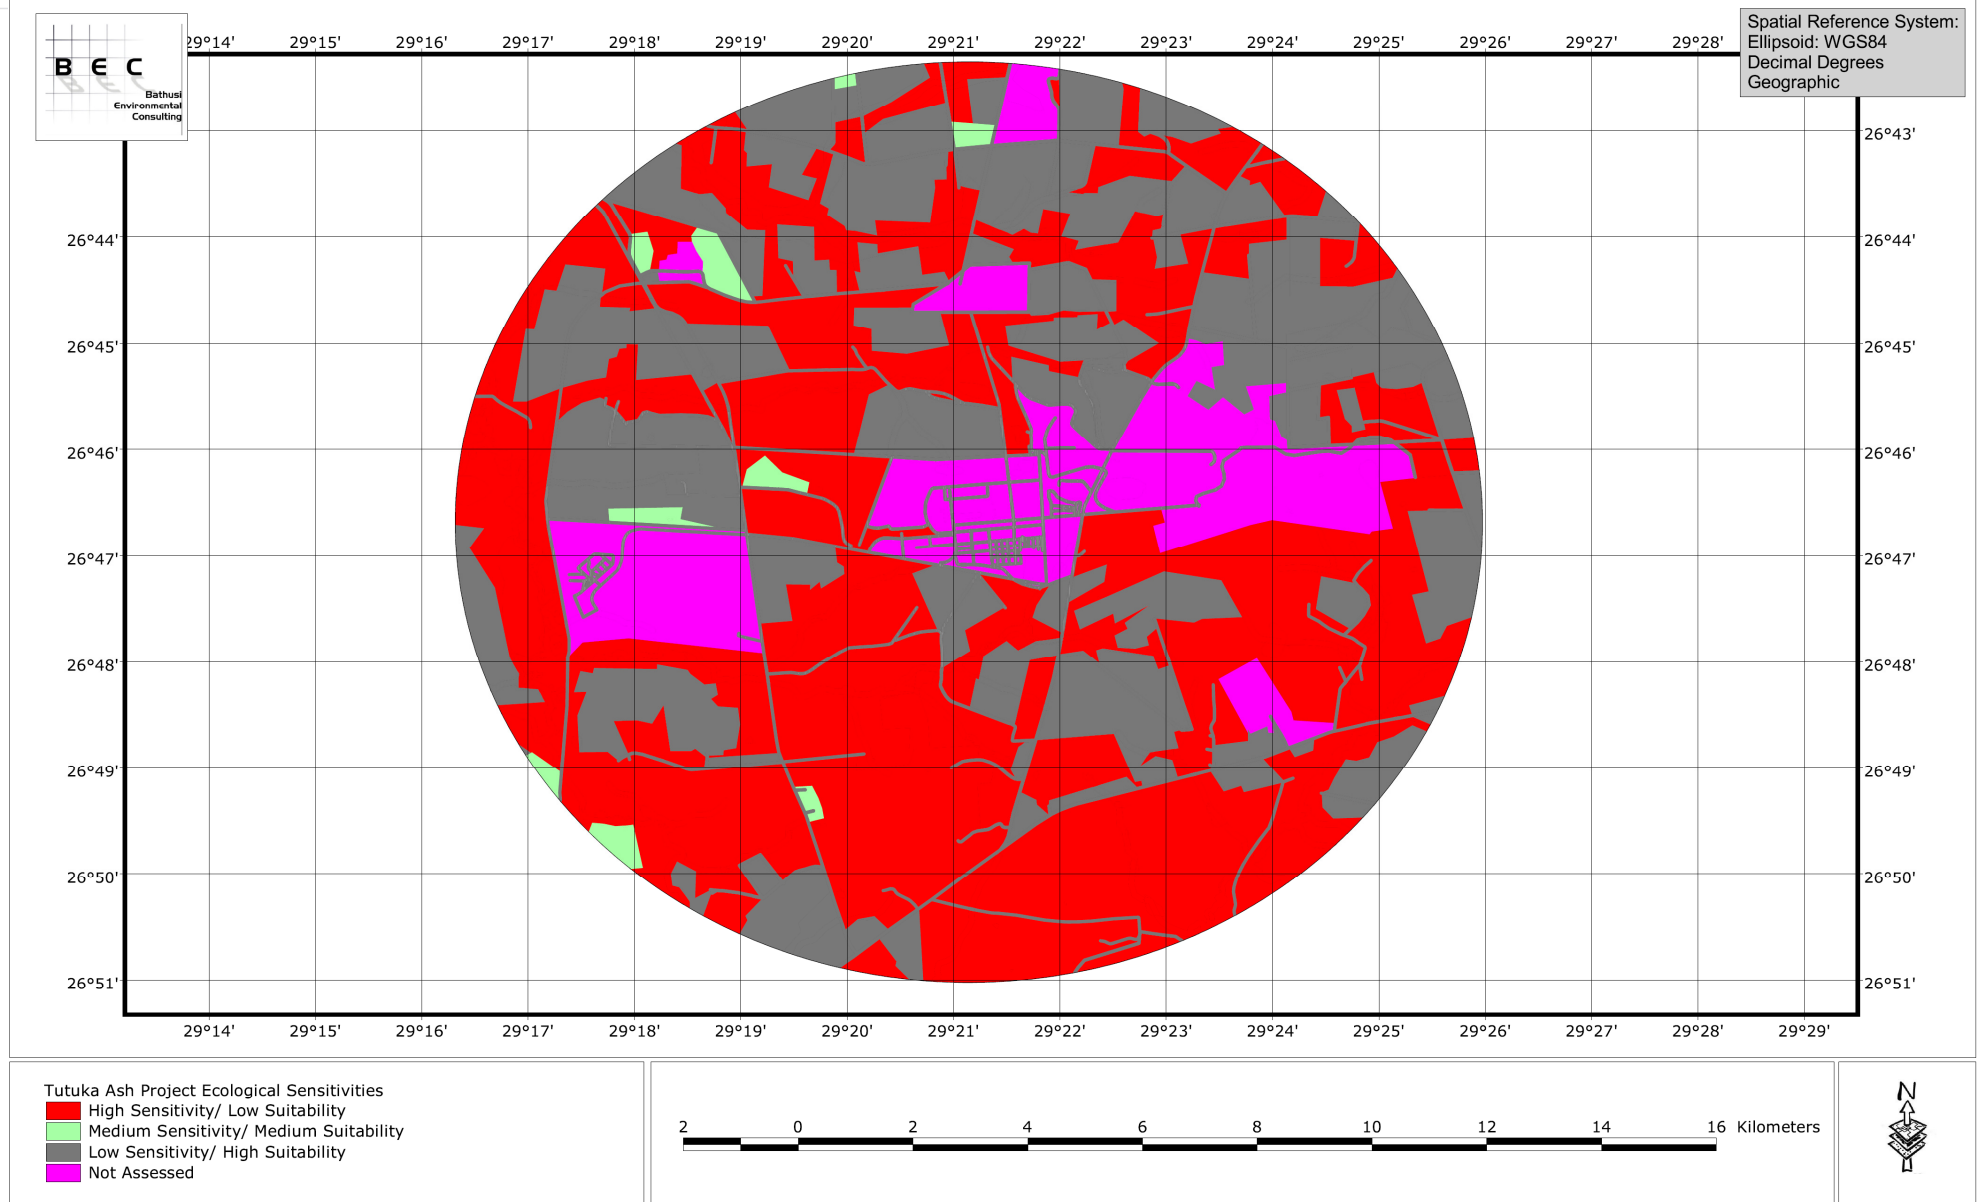 B E C
Bathusi
Environmental
Consulting
Spatial Reference System:
Ellipsoid: WGS84
Decimal Degrees
Geographic
29°14' 29°15' 29°16' 29°17' 29°18' 29°19' 29°20' 29°21' 29°22' 29°23' 29°24' 29°25' 29°26' 29°27' 29°28'
26°43'
26°44' 26°44'
26°45' 26°45'
26°46' 26°46'
26°47' 26°47'
26°48' 26°48'
26°49' 26°49'
26°50' 26°50'
26°51' 26°51'
29°14' 29°15' 29°16' 29°17' 29°18' 29°19' 29°20' 29°21' 29°22' 29°23' 29°24' 29°25' 29°26' 29°27' 29°28' 29°29'
Tutuka Ash Project Ecological Sensitivities
High Sensitivity/ Low Suitability
Medium Sensitivity/ Medium Suitability
Low Sensitivity/ High Suitability
Not Assessed
2 0 2 4 6 8 10 12 14 16 Kilometers
N